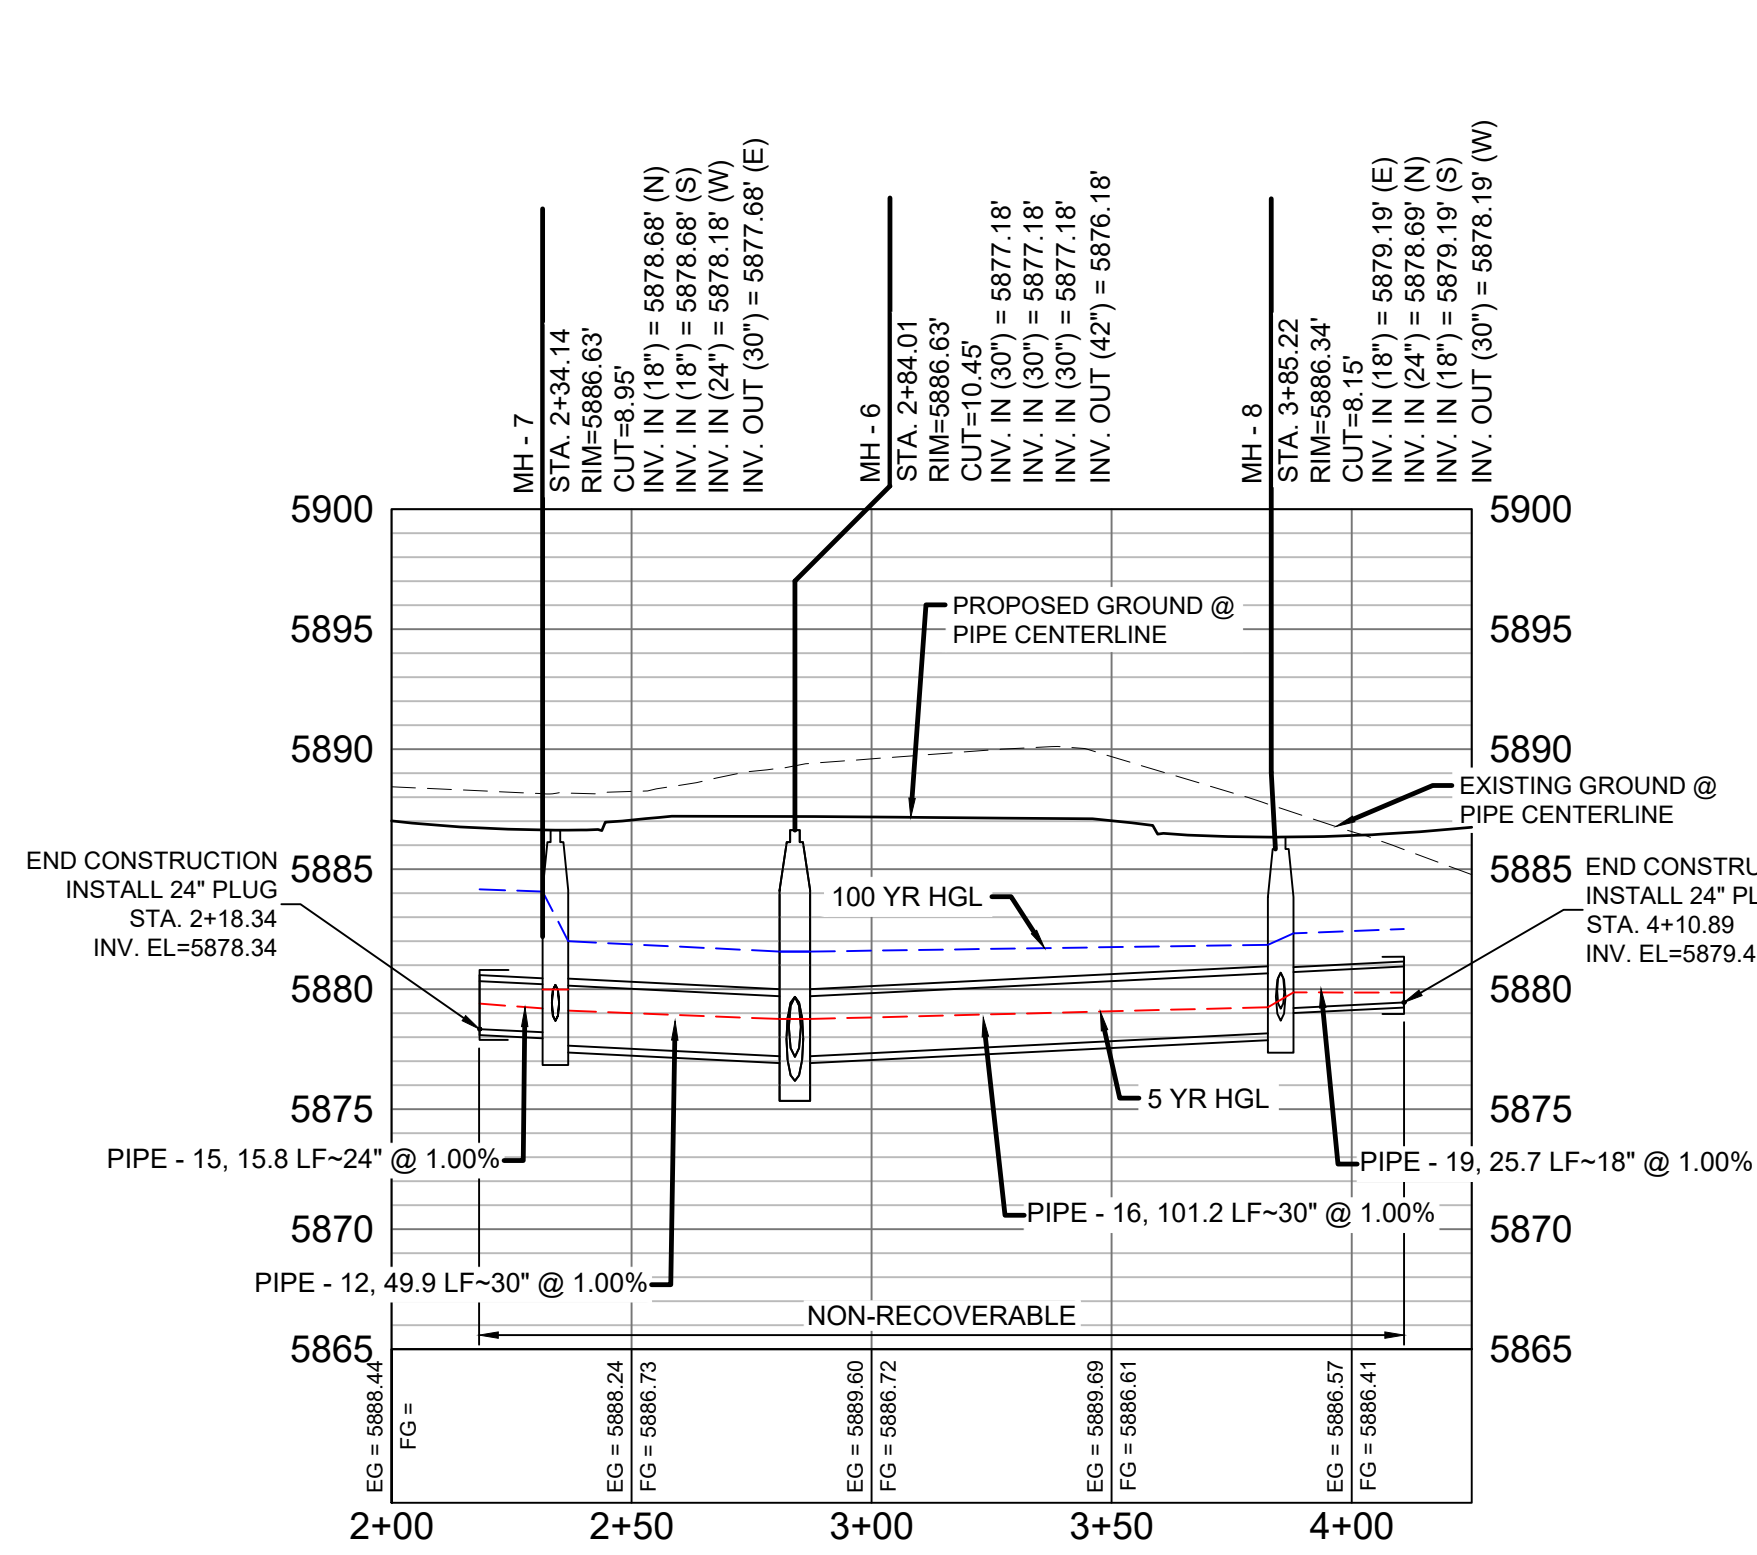 MH - 7
STA. 2+34.14
RIM=5886.63'
CUT=8.95'
INV. IN (18") = 5878.68' (N)
INV. IN (18") = 5878.68' (S)
INV. IN (24") = 5878.18' (W)
INV. OUT (30") = 5877.68' (E)
MH - 6
STA. 2+84.01
RIM=5886.63'
CUT=10.45'
INV. IN (30") = 5877.18'
INV. IN (30") = 5877.18'
INV. IN (30") = 5877.18'
INV. OUT (42") = 5876.18'
MH - 8
STA. 3+85.22
RIM=5886.34'
CUT=8.15'
INV. IN (18") = 5879.19' (E)
INV. IN (24") = 5878.69' (N)
INV. IN (18") = 5879.19' (S)
INV. OUT (30") = 5878.19' (W)
5900
5900
5895
5895
5890
5890
5885
5885
5880
5880
5875
5875
5870
5870
5865
5865
PROPOSED GROUND @
PIPE CENTERLINE
EXISTING GROUND @
PIPE CENTERLINE
END CONSTRUCTION
INSTALL 24" PLUG
STA. 2+18.34
INV. EL=5878.34
100 YR HGL
END CONSTRU
INSTALL 24" PL
STA. 4+10.89
INV. EL=5879.4
5 YR HGL
PIPE - 15, 15.8 LF~24" @ 1.00%
PIPE - 19, 25.7 LF~18" @ 1.00%
PIPE - 16, 101.2 LF~30" @ 1.00%
PIPE - 12, 49.9 LF~30" @ 1.00%
NON-RECOVERABLE
EG = 5888.44
FG =
EG = 5888.24
FG = 5886.73
EG = 5889.60
FG = 5886.72
EG = 5889.69
FG = 5886.61
EG = 5886.57
FG = 5886.41
2+00
2+50
3+00
3+50
4+00